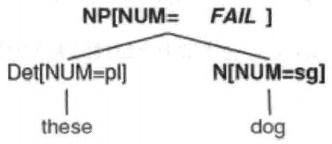 NP[NUM= FAIL ]
Det[NUM=pl] N[NUM=sg]
these dog